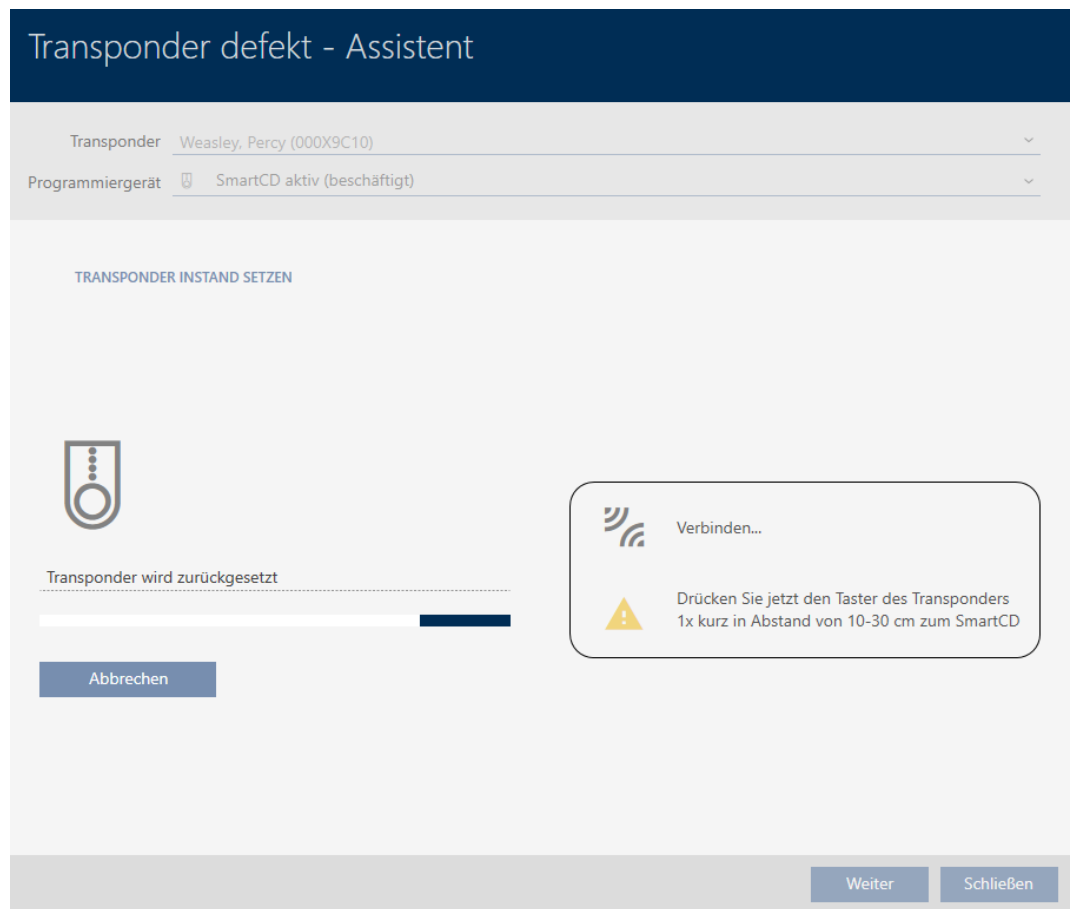 Transponder defekt - Assistent
Transponder Weasley, Percy (000X9C10)
Programmiergerät SmartCD aktiv (beschäftigt)
TRANSPONDER INSTAND SETZEN
Verbinden...
Transponder wird zurückgesetzt
Drücken Sie jetzt den Taster des Transponders
1x kurz in Abstand von 10-30 cm zum SmartCD
Abbrechen
Weiter Schließen